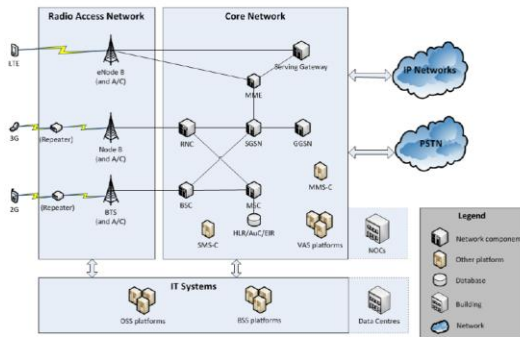 Radio Access Network
Core Network
LTE
eNode B
(and A/C)
Serving Gateway
MME
IP Networks
3G
(Repeater)
Node B
(and A/C)
RNC
SGSN
GGSN
PSTN
MMS-C
2G
(Repeater)
BTS
(and A/C)
BSC
MSC
SMS-C
HLR/AuC/EIR
VAS platforms
NOCs
IT Systems
OSS platforms
BSS platforms
Data Centres
Legend
Network component
Other platform
Database
Building
Network